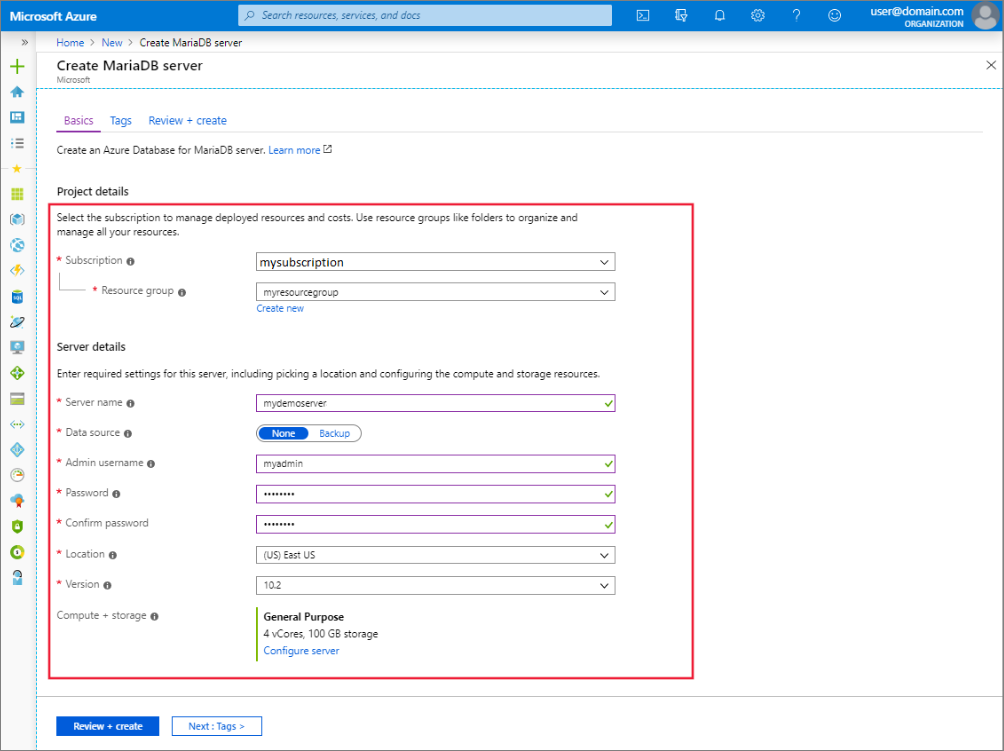 Microsoft Azure
Search resources, services, and docs
user@domain.com
ORGANIZATION
Home > New > Create MariaDB server
Create MariaDB server
Microsoft
Basics Tags Review + create
Create an Azure Database for MariaDB server. Learn more
Project details
Select the subscription to manage deployed resources and costs. Use resource groups like folders to organize and
manage all your resources.
* Subscription mysubscription
* Resource group myresourcegroup
Create new
Server details
Enter required settings for this server, including picking a location and configuring the compute and storage resources.
* Server name mydemoserver
* Data source None Backup
* Admin username myadmin
* Password ••••••••
* Confirm password ••••••••
* Location (US) East US
* Version 10.2
Compute + storage General Purpose
4 vCores, 100 GB storage
Configure server
Review + create Next : Tags >